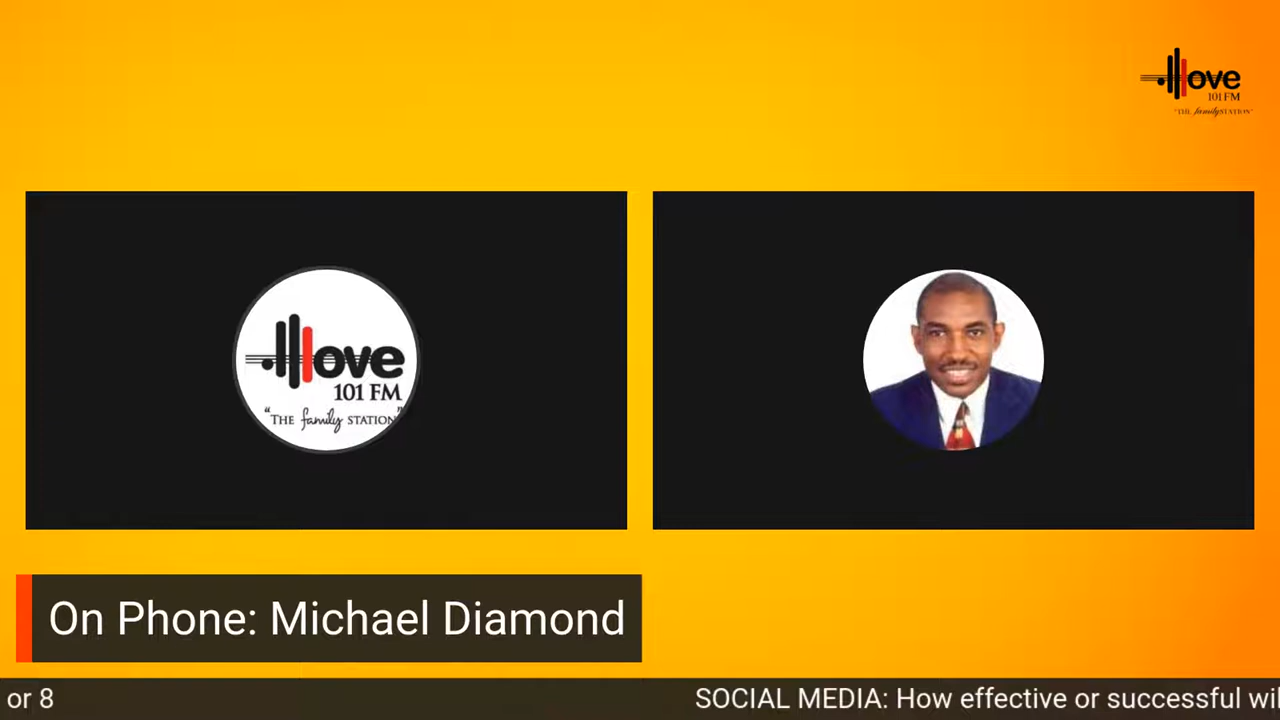 love
101 FM
"THE family STATION"
love
101 FM
"THE family STATION"
On Phone: Michael Diamond
or 8
SOCIAL MEDIA: How effective or successful wil